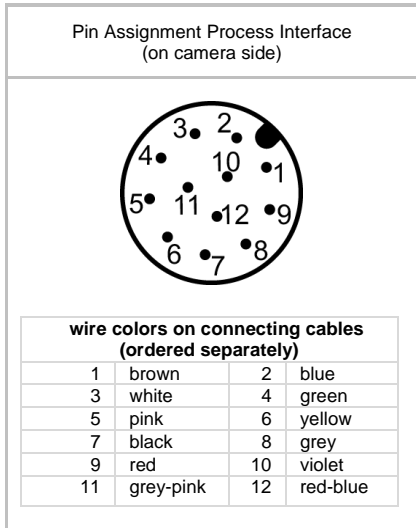 Pin Assignment Process Interface
(on camera side)
3 2
4 10 1
5 11 12 9
6 7 8
wire colors on connecting cables
(ordered separately)
1 brown 2 blue
3 white 4 green
5 pink 6 yellow
7 black 8 grey
9 red 10 violet
11 grey-pink 12 red-blue